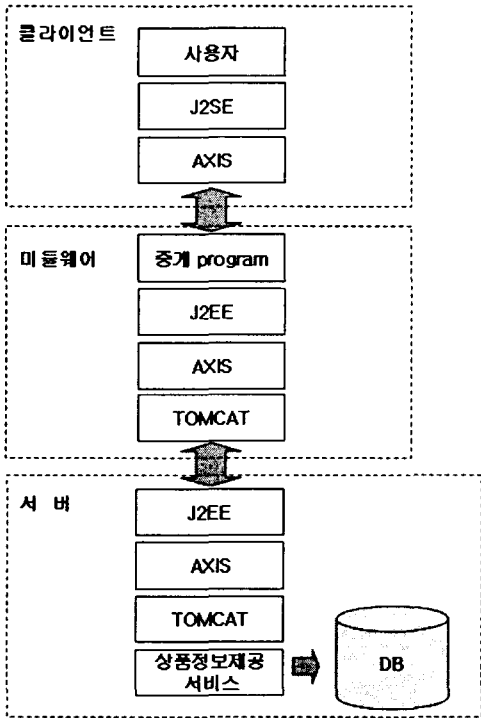 클라이언트
사용자
J2SE
AXIS
미들웨어
중계 program
J2EE
AXIS
TOMCAT
서 버
J2EE
AXIS
TOMCAT
상품정보제공
서비스
DB